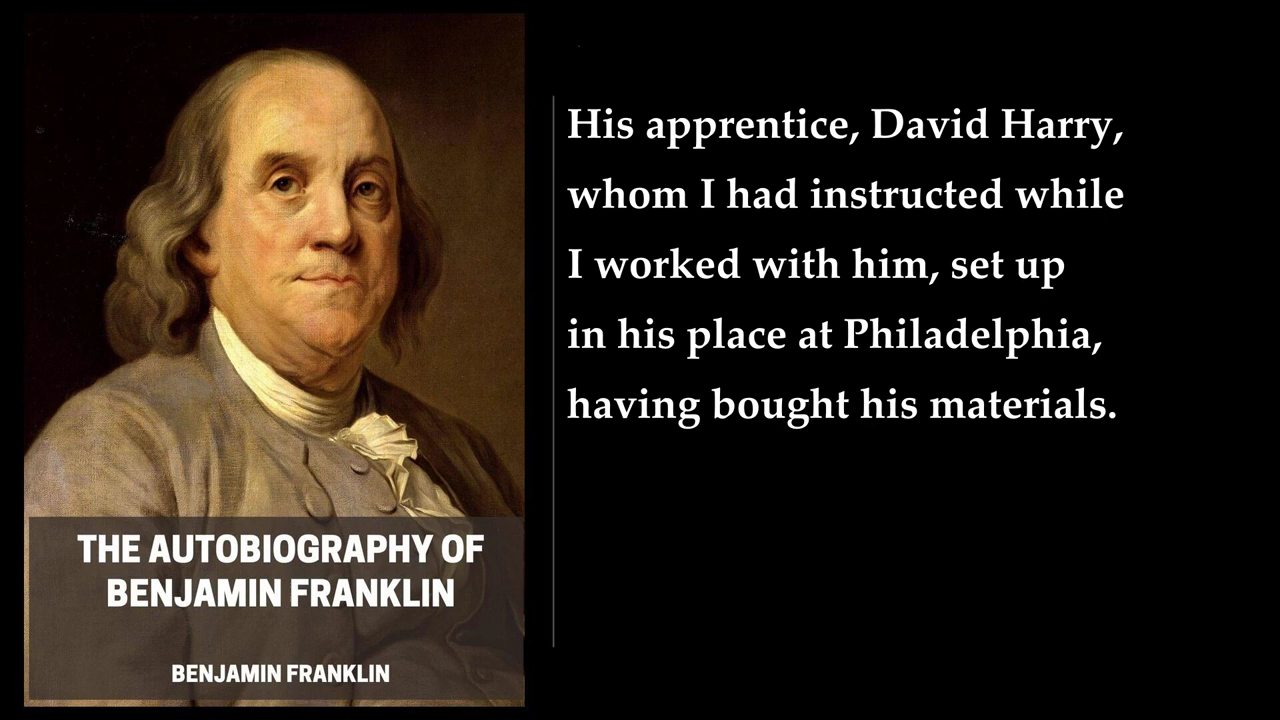 His apprentice, David Harry,
whom I had instructed while
I worked with him, set up
in his place at Philadelphia,
having bought his materials.
THE AUTOBIOGRAPHY OF
BENJAMIN FRANKLIN
BENJAMIN FRANKLIN